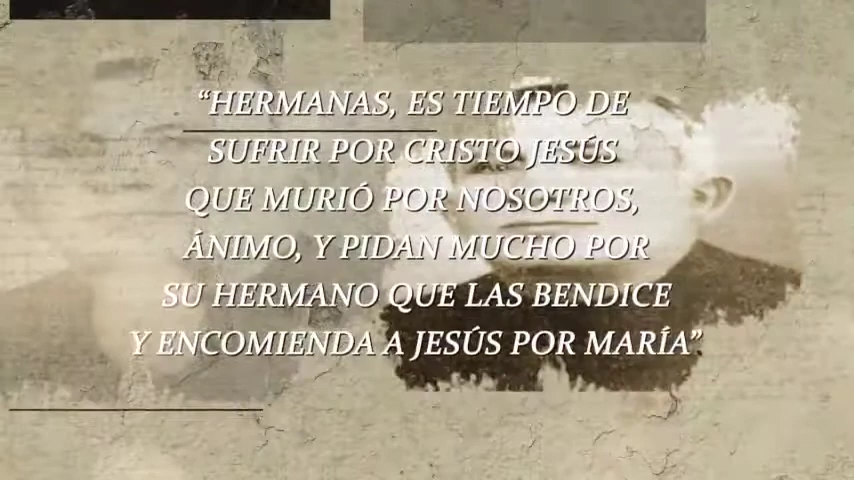 “HERMANAS, ES TIEMPO DE
SUFRIR POR CRISTO JESÚS
QUE MURIÓ POR NOSOTROS,
ÁNIMO, Y PIDAN MUCHO POR
SU HERMANO QUE LAS BENDICE
Y ENCOMIENDA A JESÚS POR MARÍA”